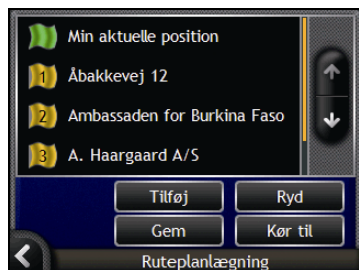 Min aktuelle position
1 Åbakkevej 12
2 Ambassaden for Burkina Faso
3 A. Haargaard A/S
Tilføj Ryd
Gem Kør til
Ruteplanlægning